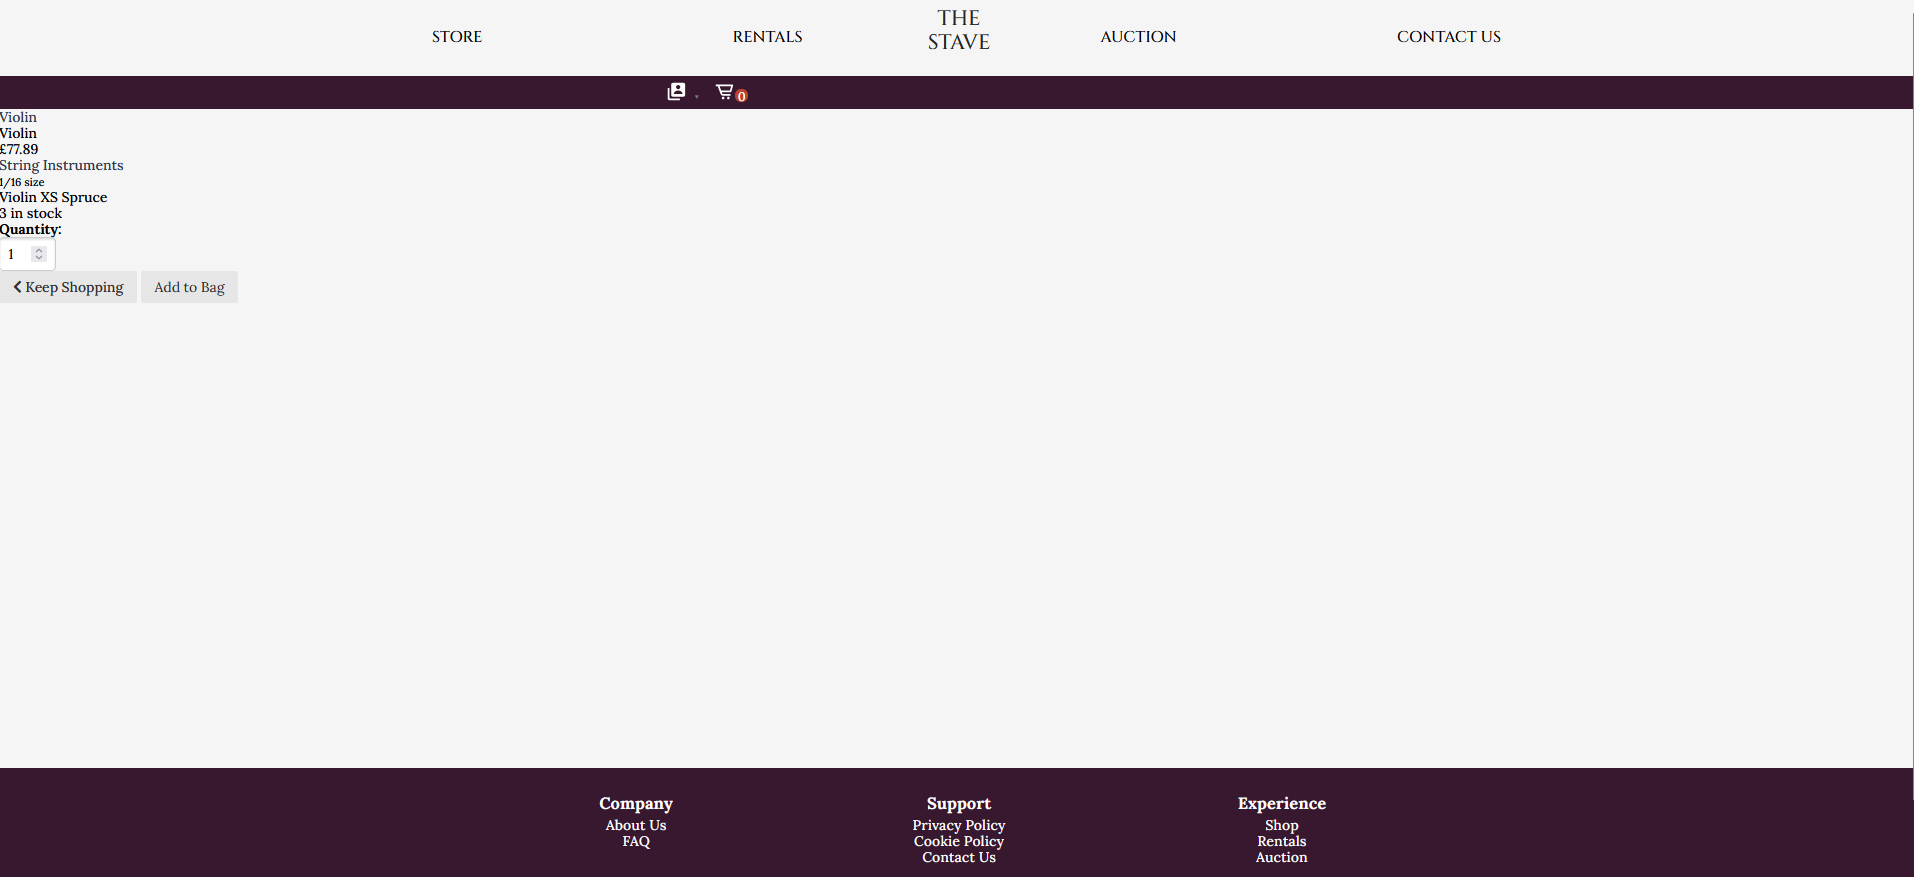 STORE
RENTALS
THE
STAVE
AUCTION
CONTACT US
0
Violin
Violin
£77.89
String Instruments
1/16 size
Violin XS Spruce
3 in stock
Quantity:
1
Keep Shopping
Add to Bag
Company
About Us
FAQ
Support
Privacy Policy
Cookie Policy
Contact Us
Experience
Shop
Rentals
Auction